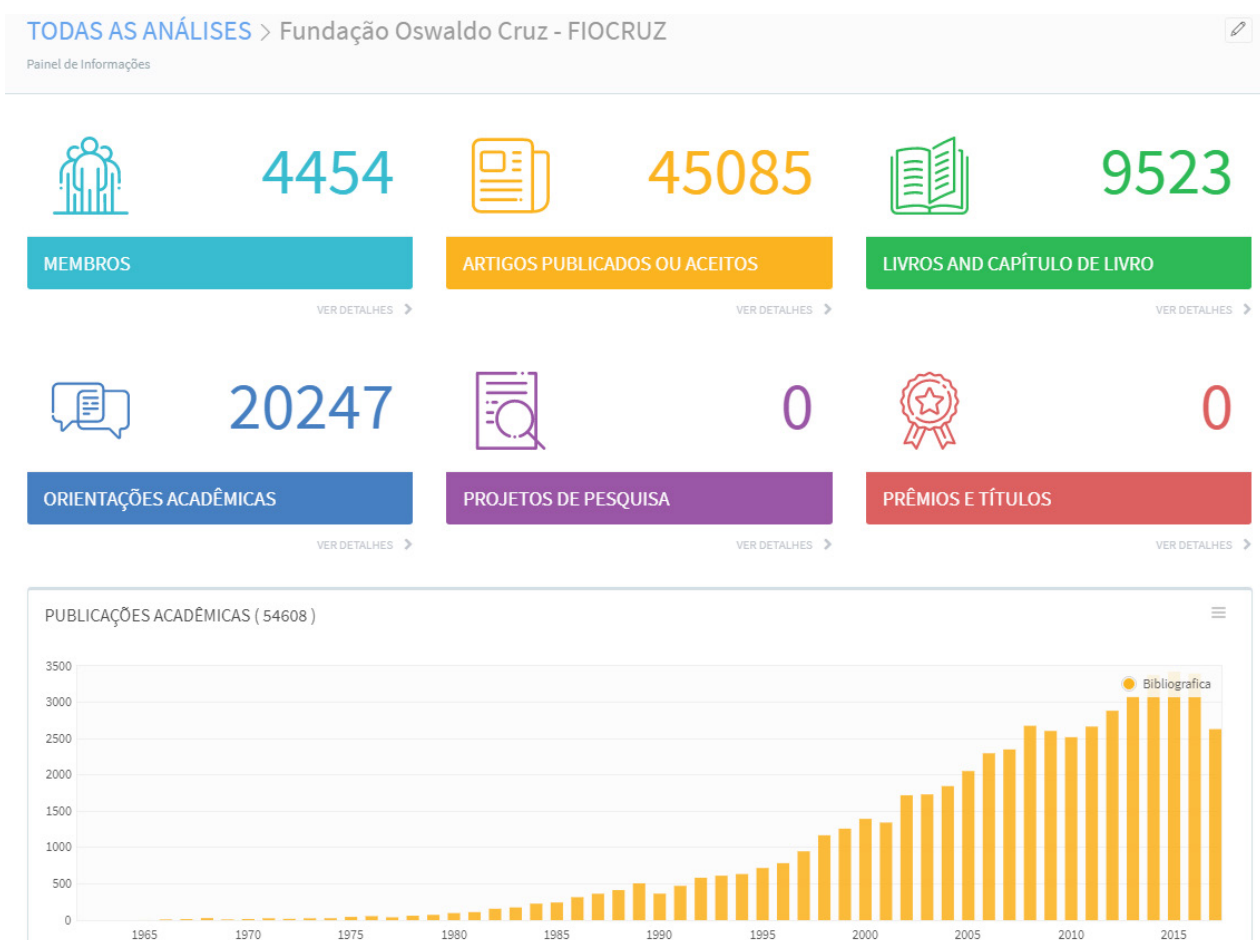 TODAS AS ANÁLISES > Fundação Oswaldo Cruz - FIOCRUZ
Painel de Informações
4454
45085
9523
MEMBROS
ARTIGOS PUBLICADOS OU ACEITOS
LIVROS AND CAPÍTULO DE LIVRO
VER DETALHES
VER DETALHES
VER DETALHES
20247
0
0
ORIENTAÇÕES ACADÊMICAS
PROJETOS DE PESQUISA
PRÊMIOS E TÍTULOS
VER DETALHES
VER DETALHES
VER DETALHES
PUBLICAÇÕES ACADÊMICAS ( 54608 )
Bibliografica
3500
3000
2500
2000
1500
1000
500
0
1965 1970 1975 1980 1985 1990 1995 2000 2005 2010 2015